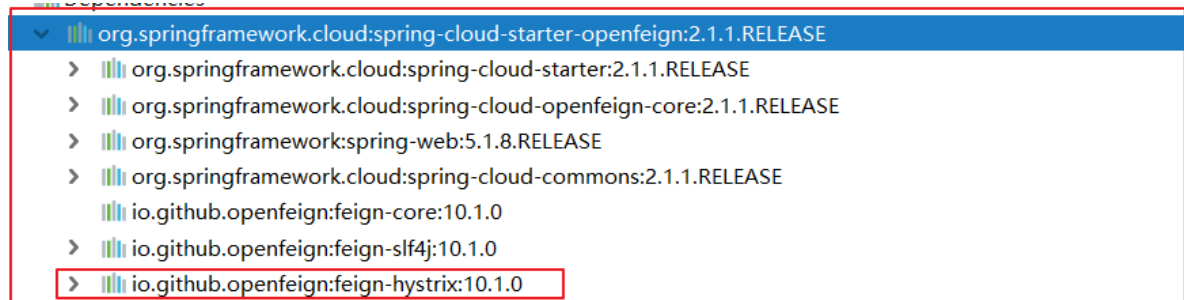 Dependencies
org.springframework.cloud:spring-cloud-starter-openfeign:2.1.1.RELEASE
org.springframework.cloud:spring-cloud-starter:2.1.1.RELEASE
org.springframework.cloud:spring-cloud-openfeign-core:2.1.1.RELEASE
org.springframework:spring-web:5.1.8.RELEASE
org.springframework.cloud:spring-cloud-commons:2.1.1.RELEASE
io.github.openfeign:feign-core:10.1.0
io.github.openfeign:feign-slf4j:10.1.0
io.github.openfeign:feign-hystrix:10.1.0